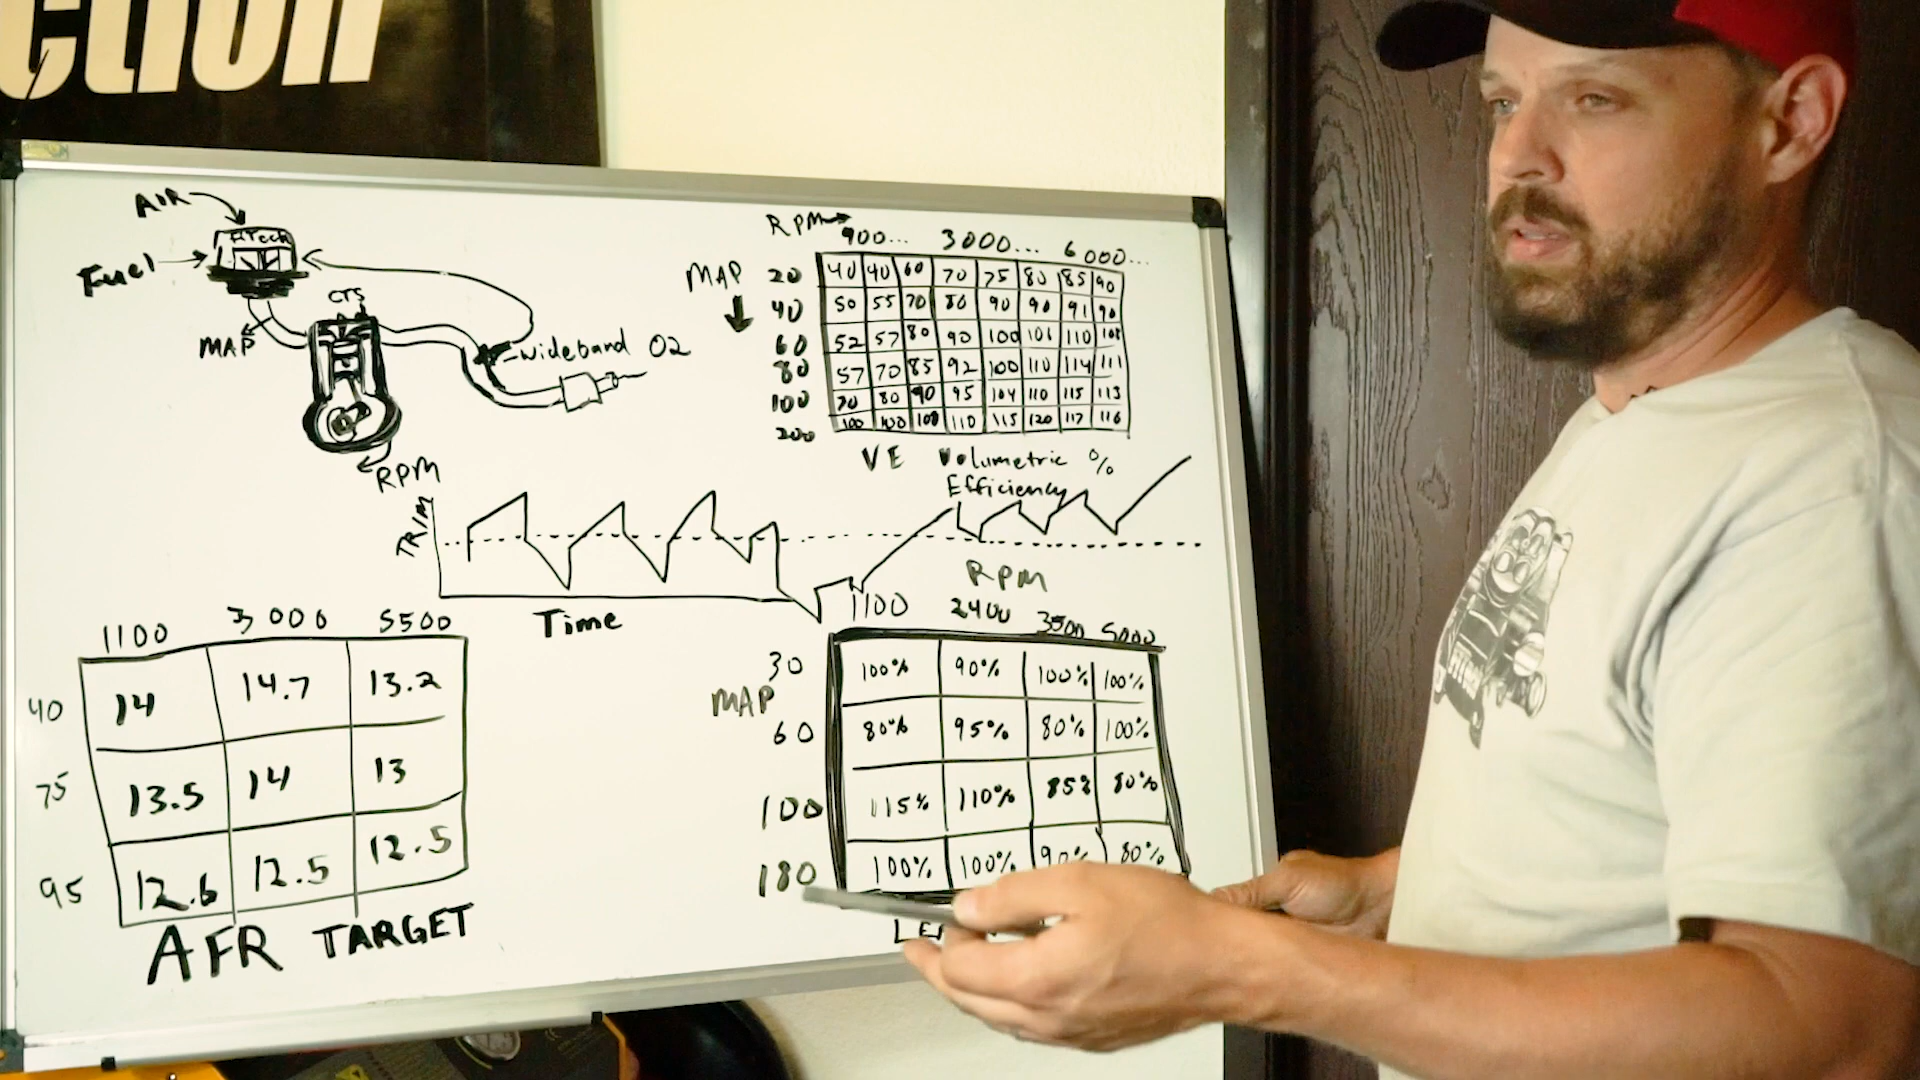 ction
AIR
FiTech
Fuel
CTS
MAP
Wideband O2
RPM
RPM
900... 3000... 6000...
MAP
20 40 40 60 70 75 80 85 90
40 50 55 70 80 90 90 91 90
60 52 57 80 90 100 106 110 108
80 57 70 85 92 100 110 114 111
100 70 80 90 95 104 110 115 113
200 100 100 100 110 115 120 117 116
VE Volumetric %
Efficiency
TRIM
Time
1100 3000 5500
40 14 14.7 13.2
75 13.5 14 13
95 12.6 12.5 12.5
AFR TARGET
RPM
1100 2400 3500 5000
30 100% 90% 100% 100%
MAP
60 80% 95% 80% 100%
100 115% 110% 85% 80%
180 100% 100% 90% 80%
LE